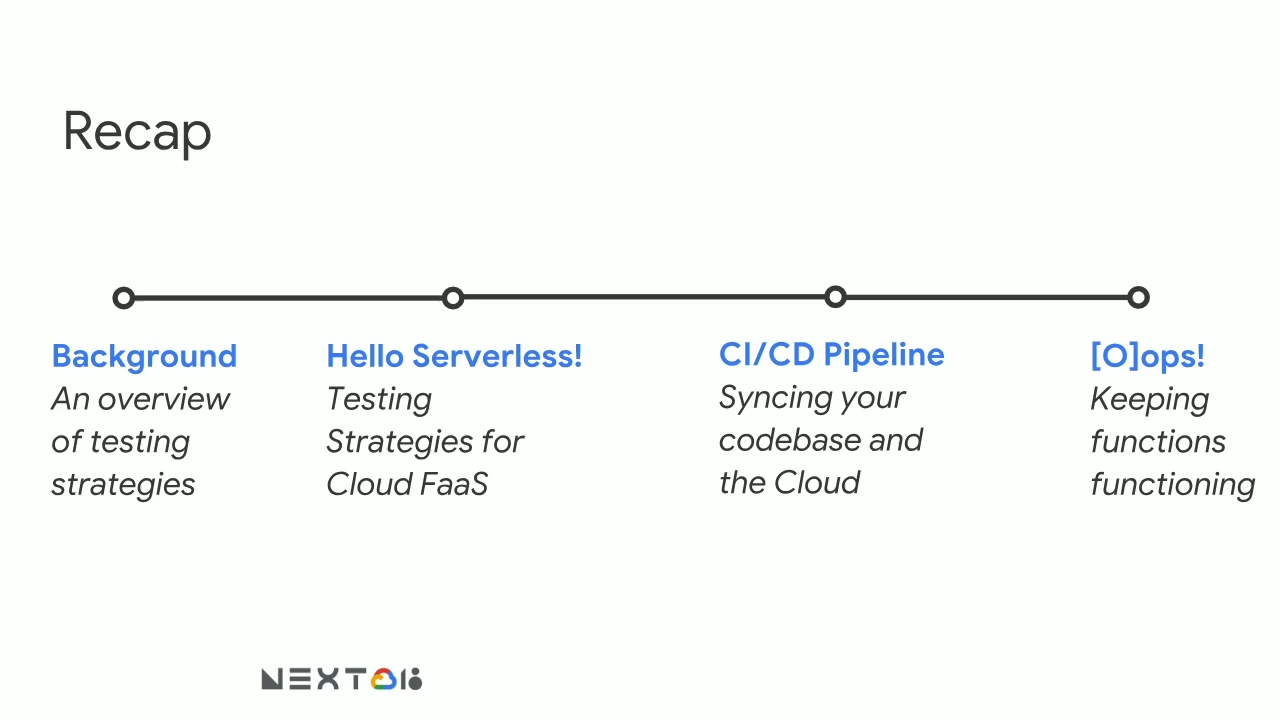 Recap
Background
An overview
of testing
strategies
Hello Serverless!
Testing
Strategies for
Cloud FaaS
CI/CD Pipeline
Syncing your
codebase and
the Cloud
[O]ops!
Keeping
functions
functioning
NEXT 18